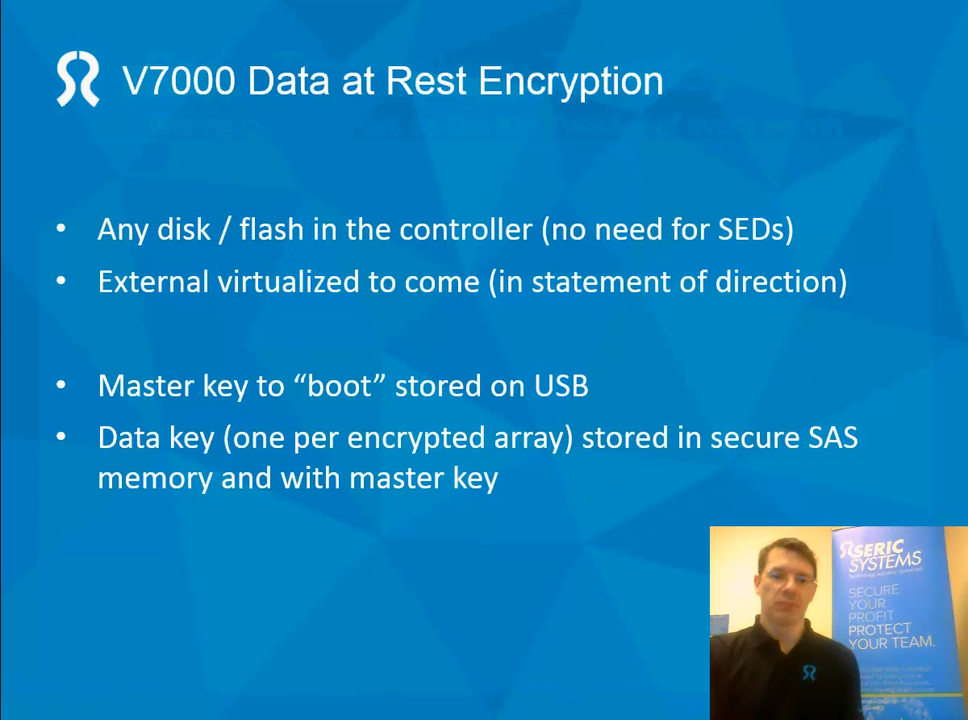 V7000 Data at Rest Encryption
• Any disk / flash in the controller (no need for SEDs)
• External virtualized to come (in statement of direction)
• Master key to “boot” stored on USB
• Data key (one per encrypted array) stored in secure SAS
memory and with master key
SERIC
SYSTEMS
SECURE
YOUR
PROFIT
PROTECT
YOUR TEAM.